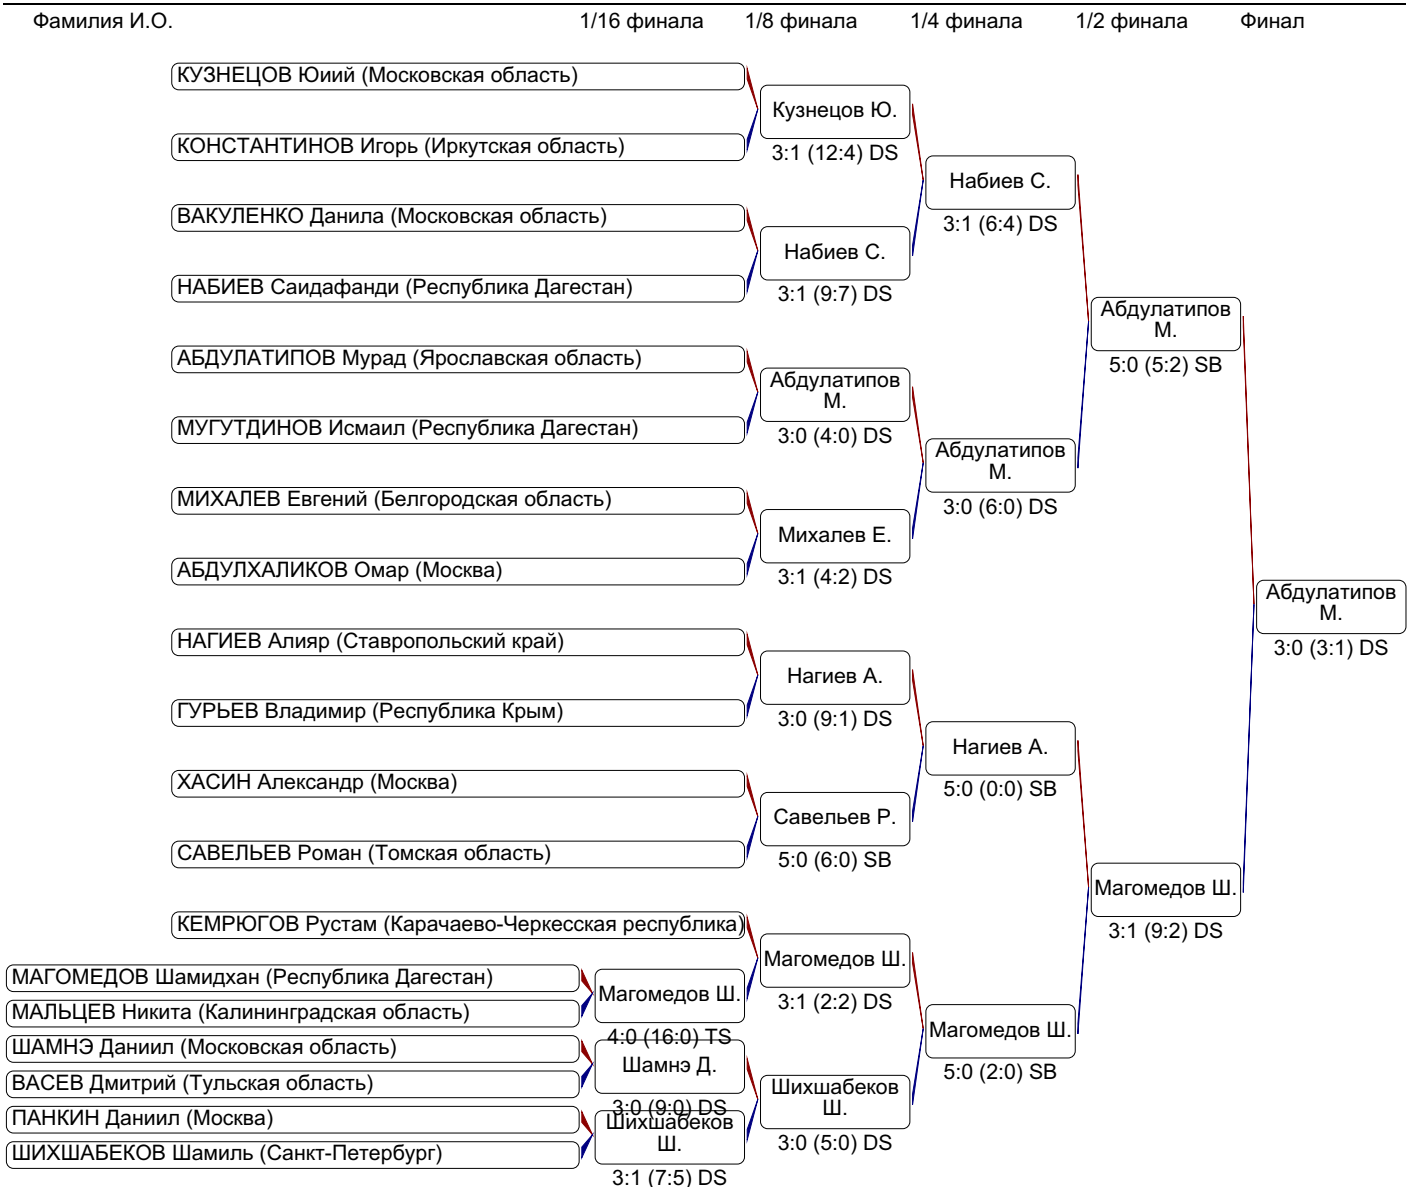 Фамилия И.О. 1/16 финала 1/8 финала 1/4 финала 1/2 финала Финал
КУЗНЕЦОВ Юиий (Московская область)
Кузнецов Ю.
КОНСТАНТИНОВ Игорь (Иркутская область)
3:1 (12:4) DS
Набиев С.
ВАКУЛЕНКО Данила (Московская область)
3:1 (6:4) DS
Набиев С.
НАБИЕВ Саидафанди (Республика Дагестан)
3:1 (9:7) DS
Абдулатипов
М.
АБДУЛАТИПОВ Мурад (Ярославская область)
5:0 (5:2) SB
Абдулатипов
М.
МУГУТДИНОВ Исмаил (Республика Дагестан)
3:0 (4:0) DS
Абдулатипов
М.
МИХАЛЕВ Евгений (Белгородская область)
3:0 (6:0) DS
Михалев Е.
АБДУЛХАЛИКОВ Омар (Москва)
3:1 (4:2) DS
Абдулатипов
М.
НАГИЕВ Алияр (Ставропольский край)
3:0 (3:1) DS
Нагиев А.
ГУРЬЕВ Владимир (Республика Крым)
3:0 (9:1) DS
Нагиев А.
ХАСИН Александр (Москва)
5:0 (0:0) SB
Савельев Р.
САВЕЛЬЕВ Роман (Томская область)
5:0 (6:0) SB
Магомедов Ш.
КЕМРЮГОВ Рустам (Карачаево-Черкесская республика)
3:1 (9:2) DS
Магомедов Ш.
МАГОМЕДОВ Шамидхан (Республика Дагестан)
Магомедов Ш.
3:1 (2:2) DS
МАЛЬЦЕВ Никита (Калининградская область)
Магомедов Ш.
4:0 (16:0) TS
ШАМНЭ Даниил (Московская область)
Шамнэ Д.
5:0 (2:0) SB
ВАСЕВ Дмитрий (Тульская область)
Шихшабеков
Ш.
3:0 (9:0) DS
ПАНКИН Даниил (Москва)
Шихшабеков
Ш.
3:0 (5:0) DS
ШИХШАБЕКОВ Шамиль (Санкт-Петербург)
3:1 (7:5) DS